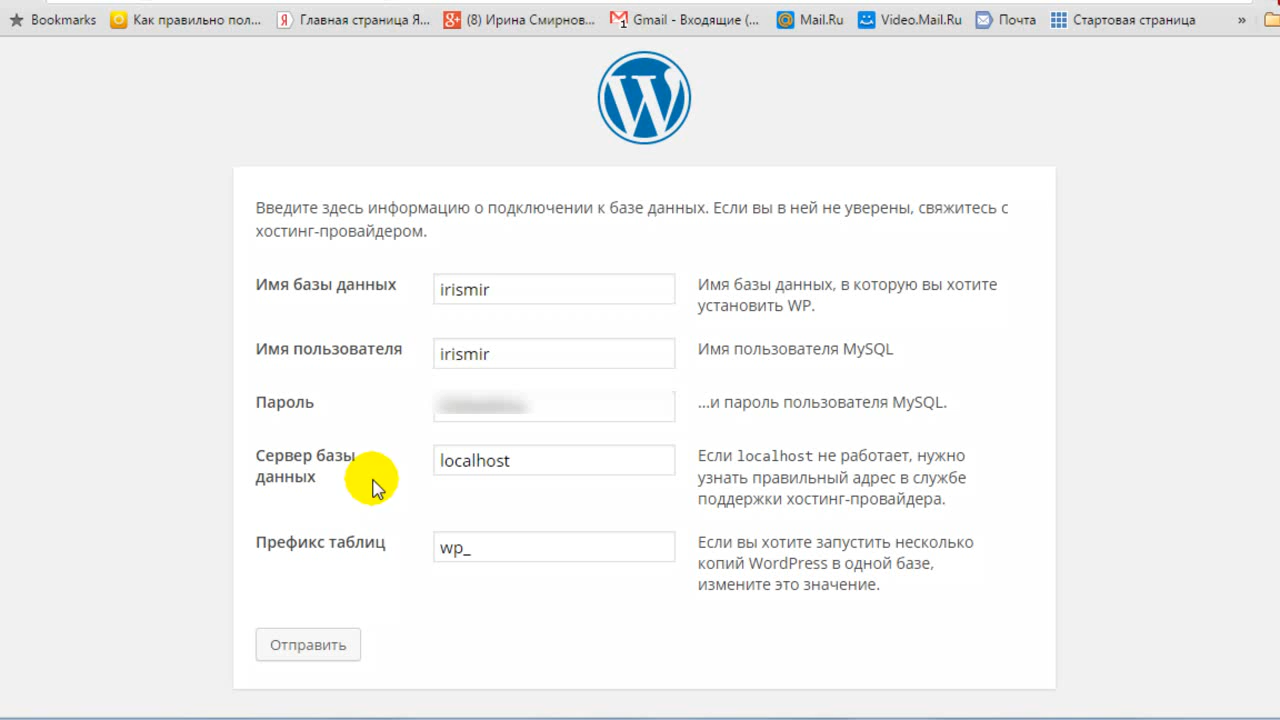 Bookmarks Как правильно пол... Главная страница Я... (8) Ирина Смирнов... Gmail - Входящие (... Mail.Ru Video.Mail.Ru Почта Стартовая страница »
Введите здесь информацию о подключении к базе данных. Если вы в ней не уверены, свяжитесь с
хостинг-провайдером.
Имя базы данных
irismir
Имя базы данных, в которую вы хотите
установить WP.
Имя пользователя
irismir
Имя пользователя MySQL
Пароль
...и пароль пользователя MySQL.
Сервер базы
данных
localhost
Если localhost не работает, нужно
узнать правильный адрес в службе
поддержки хостинг-провайдера.
Префикс таблиц
wp_
Если вы хотите запустить несколько
копий WordPress в одной базе,
измените это значение.
Отправить